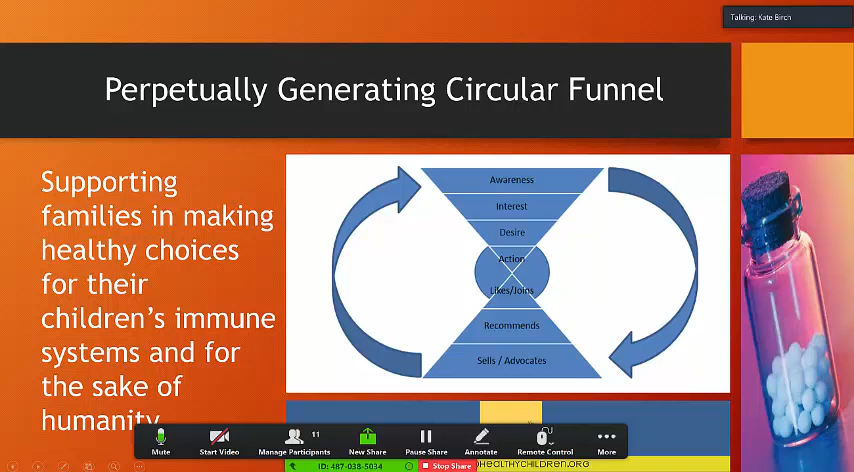 Talking: Kate Birch
Perpetually Generating Circular Funnel
Supporting
families in making
healthy choices
for their
children's immune
systems and for
the sake of
humanity
Awareness
Interest
Desire
Action
Likes/Joins
Recommends
Sells / Advocates
Mute
Start Video
Manage Participants
11
New Share
Pause Share
Annotate
Remote Control
More
ID: 487-038-5034
Stop Share
HEALTHYCHILDREN.ORG